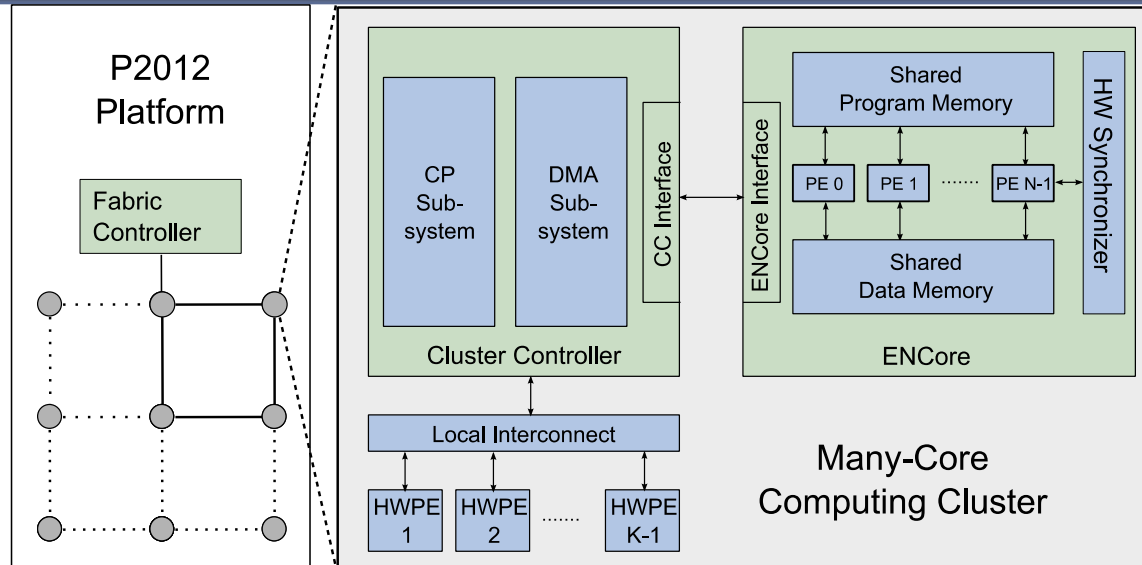 P2012
Platform
Fabric
Controller
CP
Sub-
system
DMA
Sub-
system
CC Interface
Cluster Controller
ENCore Interface
Shared
Program Memory
PE 0
PE 1
.......
PE N-1
Shared
Data Memory
HW Synchronizer
ENCore
Local Interconnect
HWPE
1
HWPE
2
.......
HWPE
K-1
Many-Core
Computing Cluster